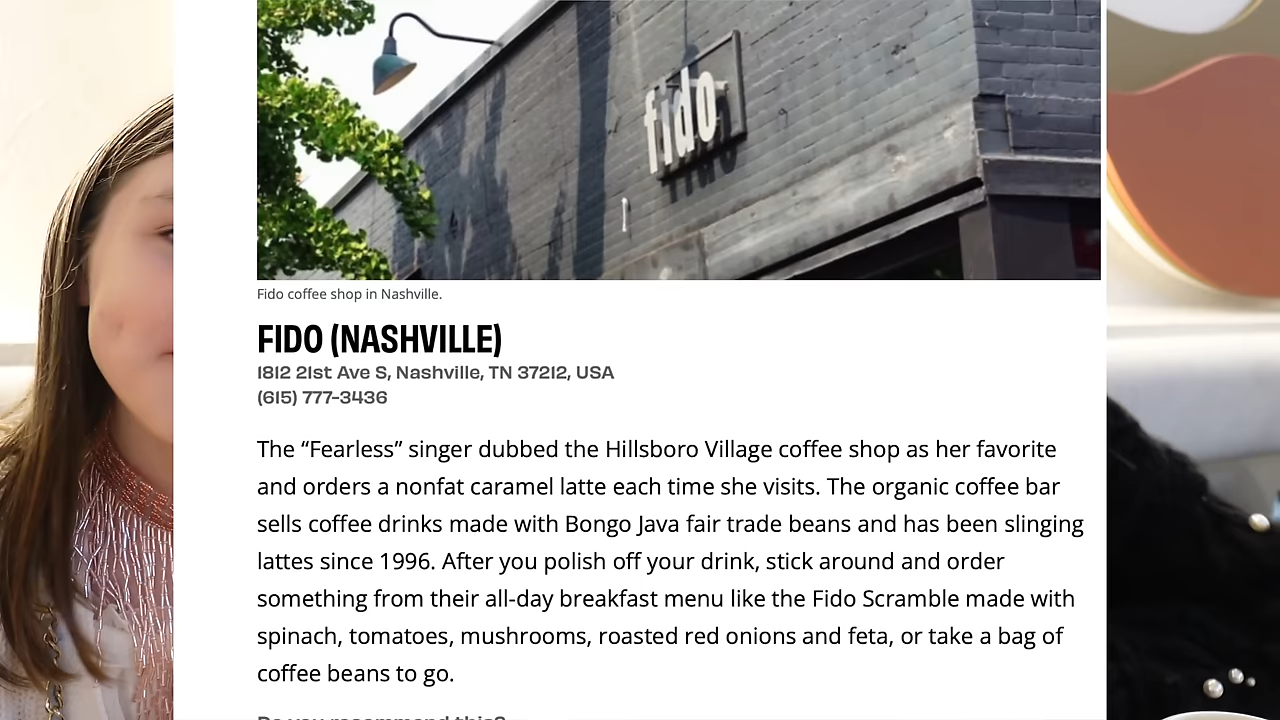 fido
Fido coffee shop in Nashville.
FIDO (NASHVILLE)
1812 21st Ave S, Nashville, TN 37212, USA
(615) 777-3436
The “Fearless” singer dubbed the Hillsboro Village coffee shop as her favorite
and orders a nonfat caramel latte each time she visits. The organic coffee bar
sells coffee drinks made with Bongo Java fair trade beans and has been slinging
lattes since 1996. After you polish off your drink, stick around and order
something from their all-day breakfast menu like the Fido Scramble made with
spinach, tomatoes, mushrooms, roasted red onions and feta, or take a bag of
coffee beans to go.
Do you recommend this?